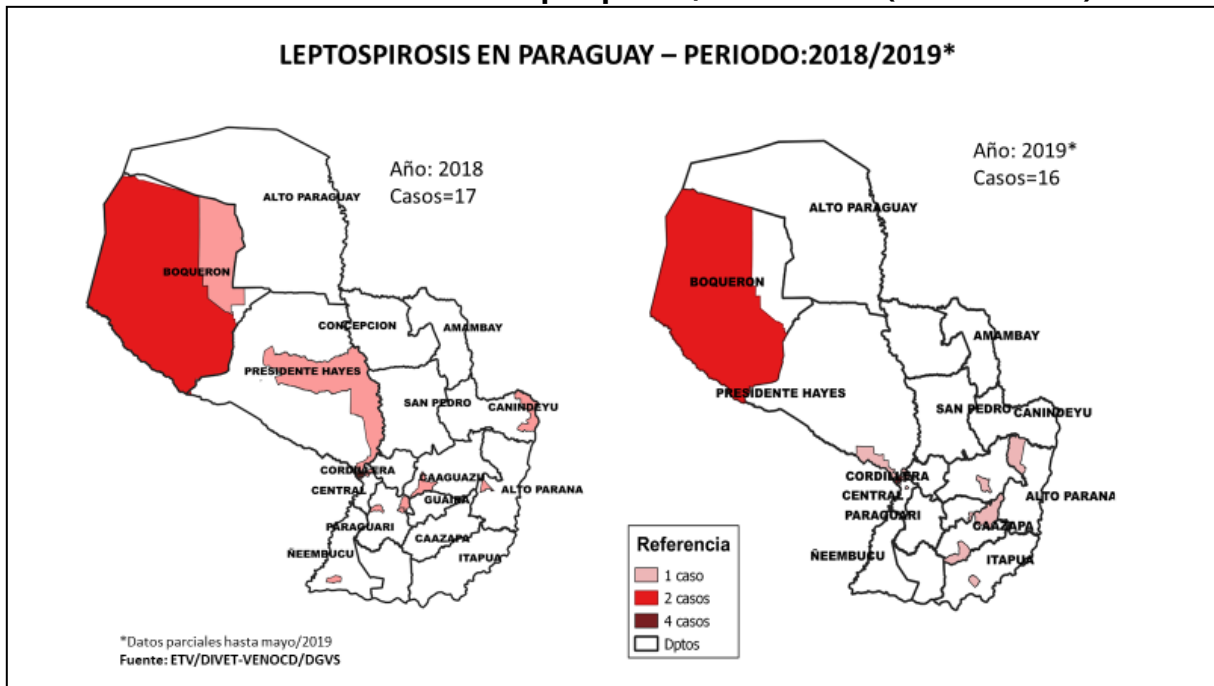 LEPTOSPIROSIS EN PARAGUAY – PERIODO:2018/2019*
Año: 2018
Casos=17
ALTO PARAGUAY
BOQUERON
CONCEPCION
AMAMBAY
PRESIDENTE HAYES
SAN PEDRO
CANINDEYU
CORDILLERA
CAAGUAZU
CENTRAL
GUAIRA
ALTO PARANA
PARAGUARI
CAAZAPA
ÑEEMBUCU
ITAPUA
*Datos parciales hasta mayo/2019
Fuente: ETV/DIVET-VENOCD/DGVS
Año: 2019*
Casos=16
ALTO PARAGUAY
BOQUERON
AMAMBAY
PRESIDENTE HAYES
SAN PEDRO
CANINDEYU
CORDILLERA
CENTRAL
ALTO PARANA
PARAGUARI
CAAZAPA
ÑEEMBUCU
ITAPUA
Referencia
1 caso
2 casos
4 casos
Dptos